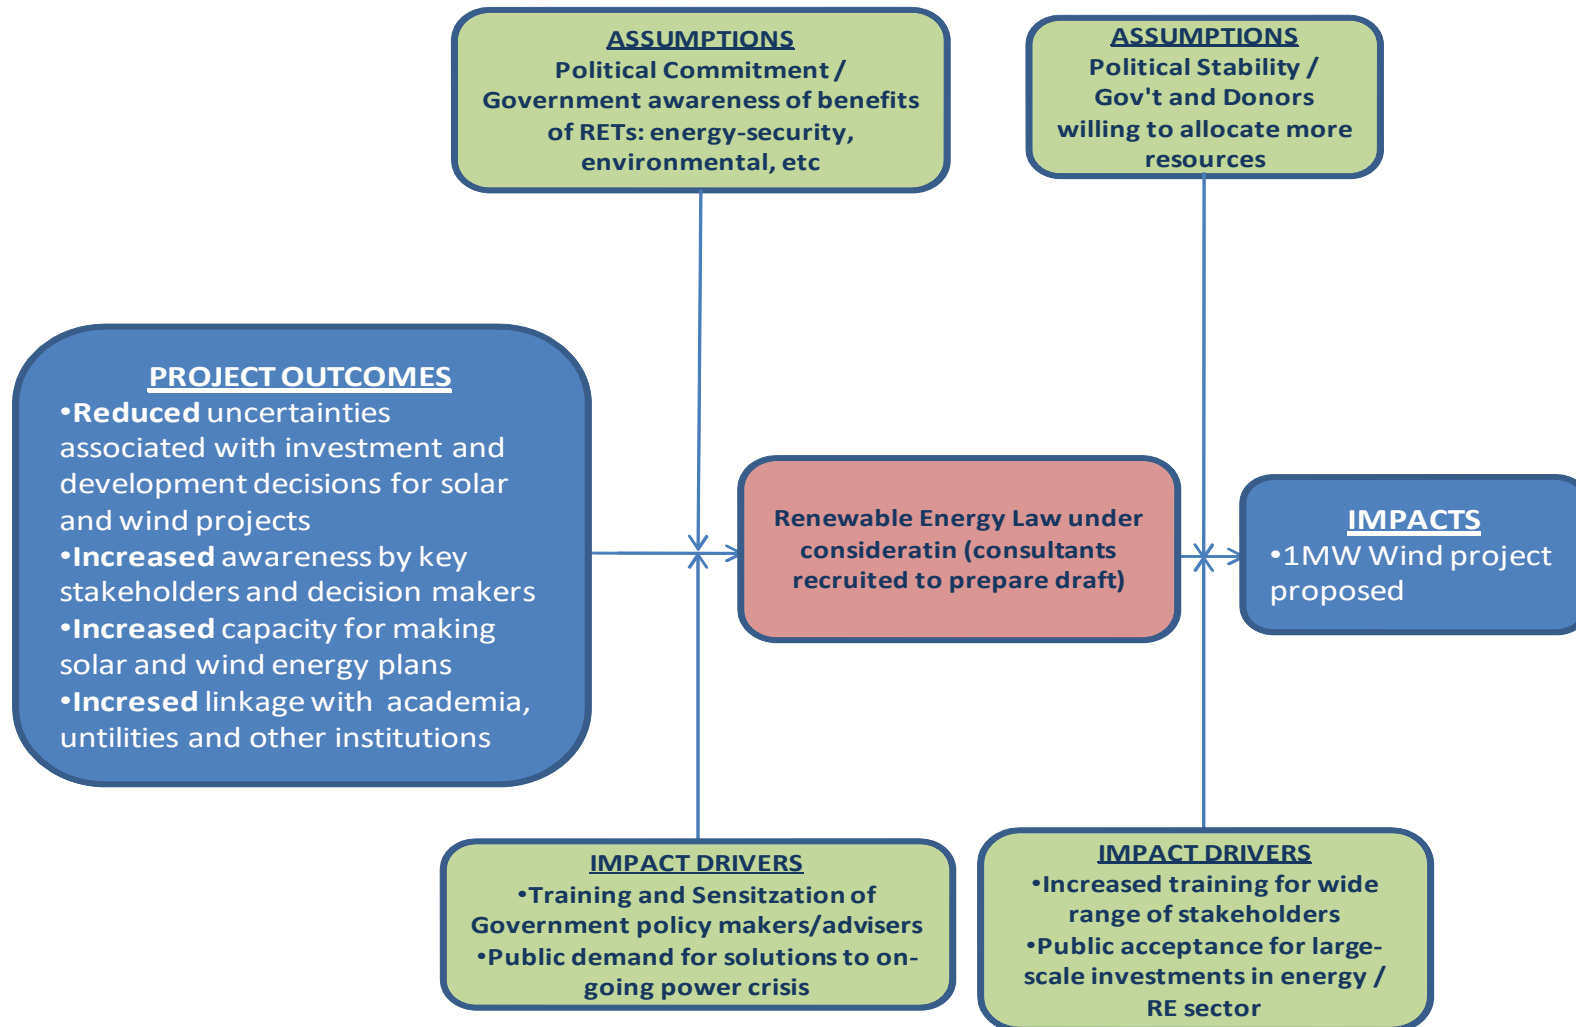 ASSUMPTIONS
Political Commitment /
Government awareness of benefits
of RETs: energy-security,
environmental, etc
ASSUMPTIONS
Political Stability /
Gov't and Donors
willing to allocate more
resources
PROJECT OUTCOMES
•Reduced uncertainties
associated with investment and
development decisions for solar
and wind projects
•Increased awareness by key
stakeholders and decision makers
•Increased capacity for making
solar and wind energy plans
•Incresed linkage with academia,
untilities and other institutions
Renewable Energy Law under
consideratin (consultants
recruited to prepare draft)
IMPACTS
•1MW Wind project
proposed
IMPACT DRIVERS
•Training and Sensitzation of
Government policy makers/advisers
•Public demand for solutions to on-
going power crisis
IMPACT DRIVERS
•Increased training for wide
range of stakeholders
•Public acceptance for large-
scale investments in energy /
RE sector